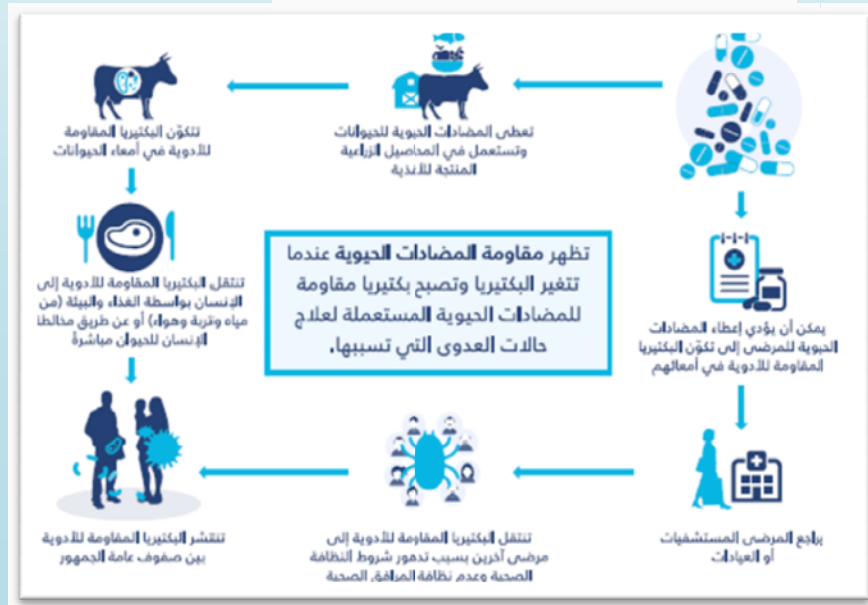 تعطى المضادات الحيوية للحيوانات
وتستعمل في المحاصيل الزراعية
المنتجة للأغذية
تتكوّن البكتيريا المقاومة
للأدوية في أمعاء الحيوانات
تنتقل البكتيريا المقاومة للأدوية إلى
الإنسان بواسطة الغذاء والبيئة (من
مياه وتربة وهواء) أو عن طريق مخالطة
الإنسان للحيوان مباشرةً
تظهر مقاومة المضادات الحيوية عندما
تتغير البكتيريا وتصبح بكتيريا مقاومة
للمضادات الحيوية المستعملة لعلاج
حالات العدوى التي تسببها.
يمكن أن يؤدي إعطاء المضادات
الحيوية للمرضى إلى تكوّن البكتيريا
المقاومة للأدوية في أمعائهم
يراجع المرضى المستشفيات
أو العيادات
تنتقل البكتيريا المقاومة للأدوية إلى
مرضى آخرين بسبب تدهور شروط النظافة
الصحية وعدم نظافة المرافق الصحية
تنتشر البكتيريا المقاومة للأدوية
بين صفوف عامة الجمهور